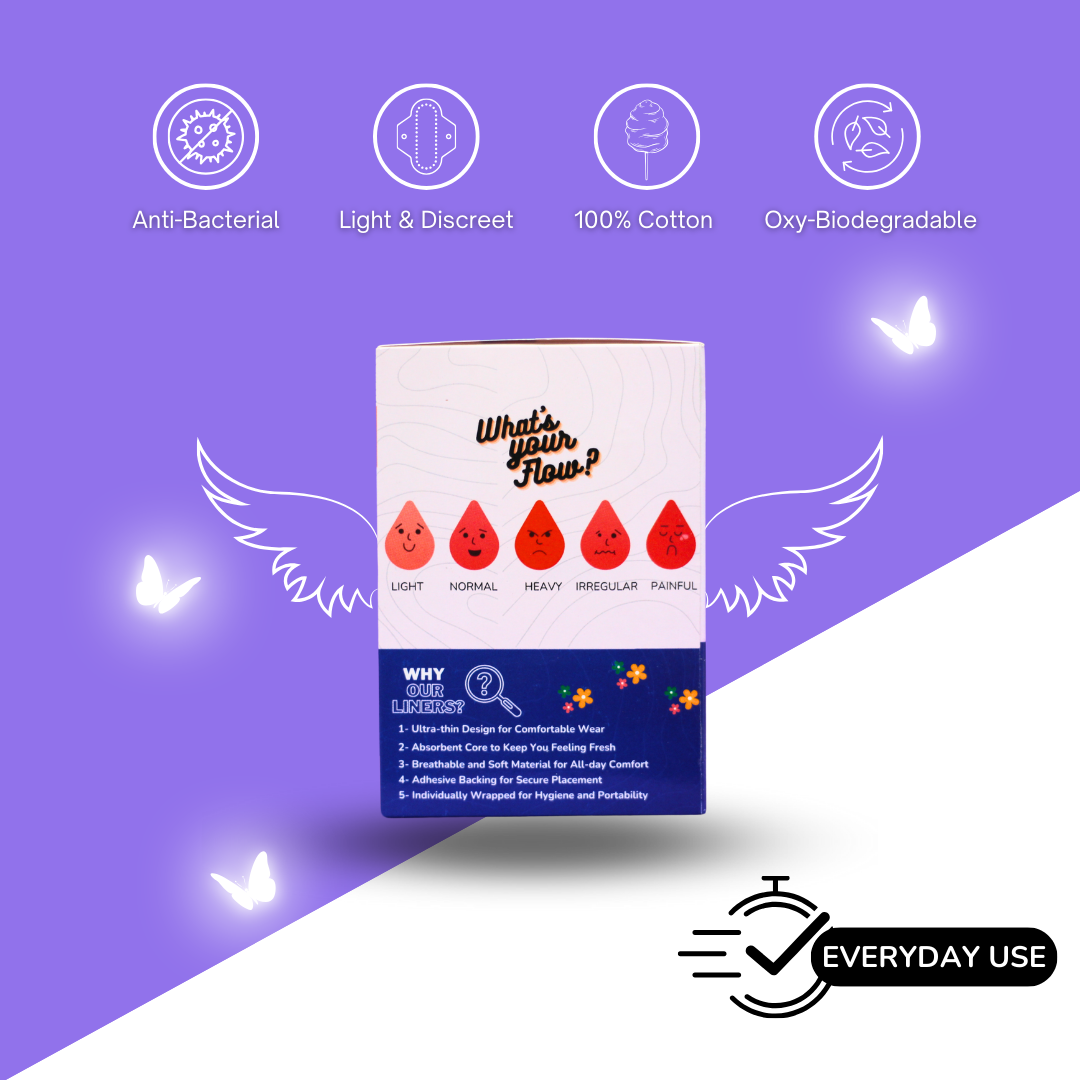 Anti-Bacterial
Light & Discreet
100% Cotton
Oxy-Biodegradable
What's
your
Flow?
LIGHT
NORMAL
HEAVY
IRREGULAR
PAINFUL
WHY
OUR
LINERS?
?
1- Ultra-thin Design for Comfortable Wear
2- Absorbent Core to Keep You Feeling Fresh
3- Breathable and Soft Material for All-day Comfort
4- Adhesive Backing for Secure Placement
5- Individually Wrapped for Hygiene and Portability
EVERYDAY USE